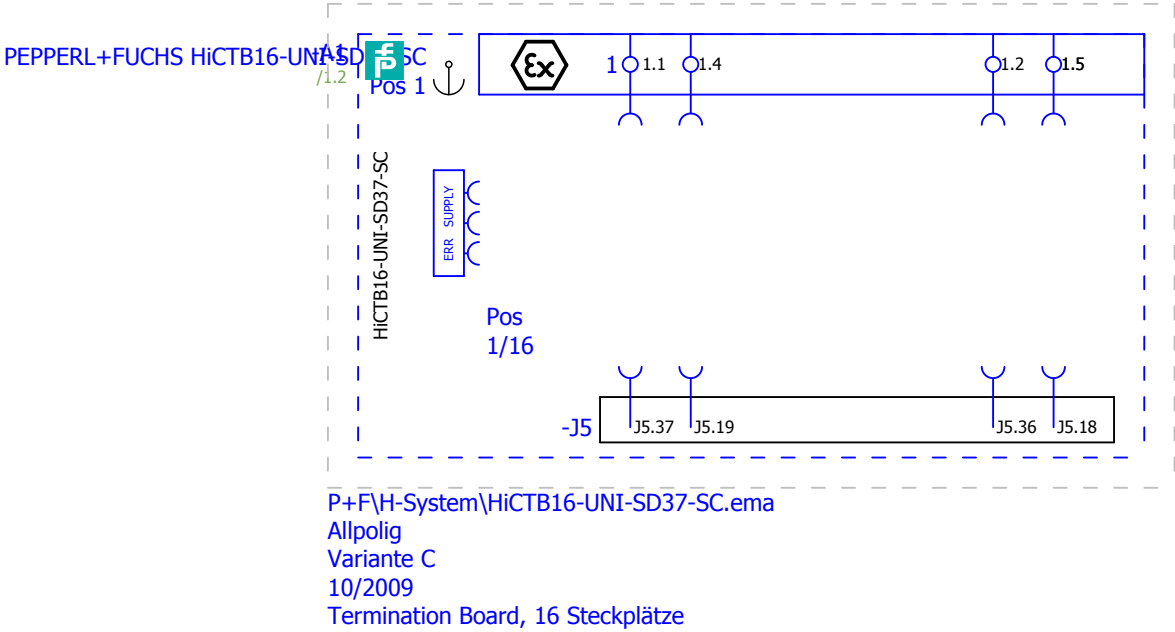 PEPPERL+FUCHS HiCTB16-UNI-SD37-SC
/1.2
Pos 1
εx
1 1.1 1.4 1.2 1.5
HiCTB16-UNI-SD37-SC
ERR SUPPLY
Pos
1/16
-J5 J5.37 J5.19 J5.36 J5.18
P+F\H-System\HiCTB16-UNI-SD37-SC.ema
Allpolig
Variante C
10/2009
Termination Board, 16 Steckplätze